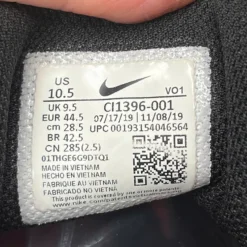 US
10.5
VO1
UK 9.5
CI1396-001
EUR 44.5
07/17/19 | 11/08/19
cm 28.5
UPC 00193154046564
BR 42.5
CN 285(2.5)
01THGE6G9DTQ1
MADE IN VIETNAM
HECHO EN VIETNAM
FABRIQUE AU VIETNAM
FABRICADO NO VIETNAM